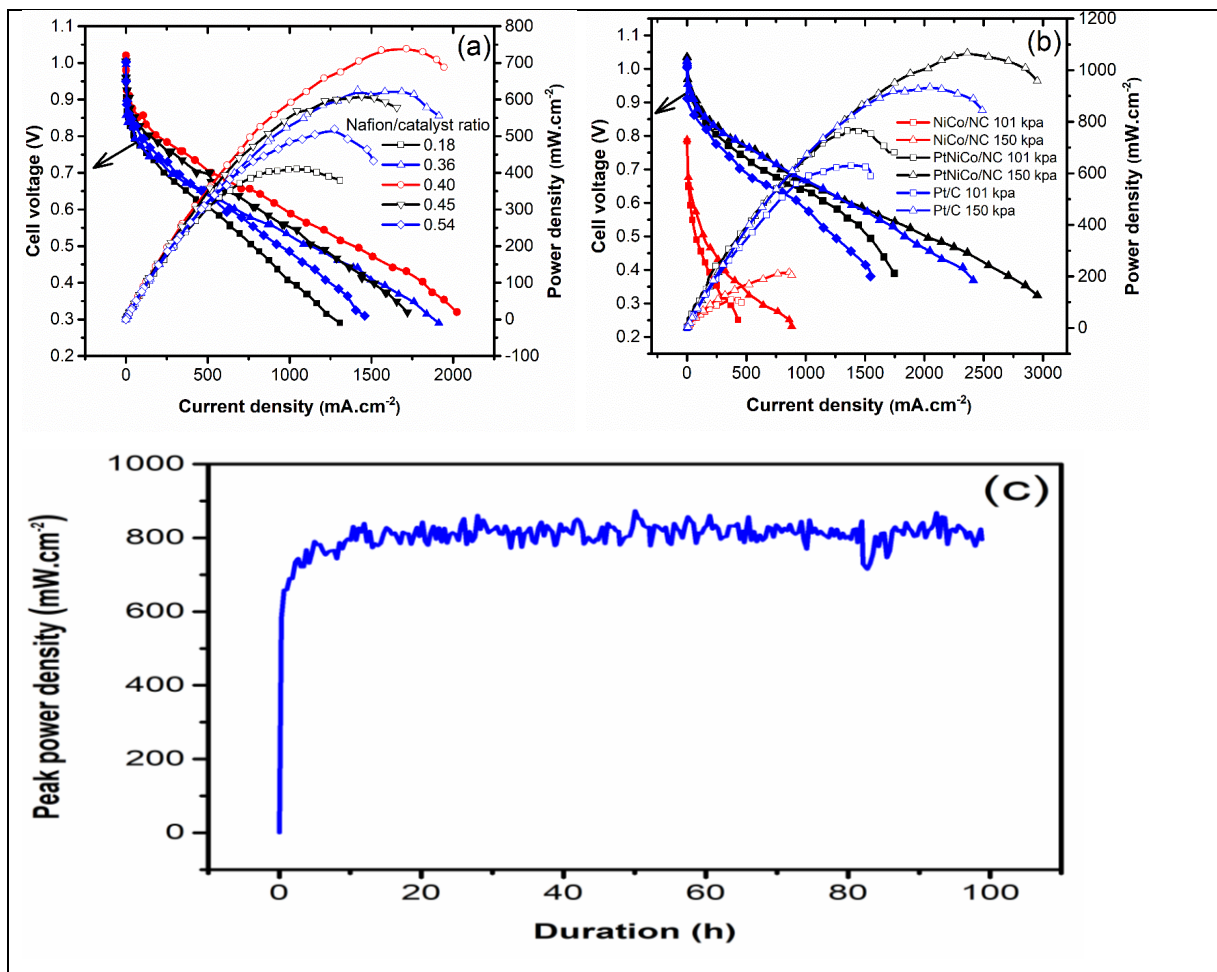 (a)
Cell voltage (V)
1.1
1.0
0.9
0.8
0.7
0.6
0.5
0.4
0.3
0.2
Nafion/catalyst ratio
0.18
0.36
0.40
0.45
0.54
800
700
600
500
400
300
200
100
0
-100
Power density (mW.cm⁻²)
0 500 1000 1500 2000
Current density (mA.cm⁻²)
(b)
Cell voltage (V)
1.1
1.0
0.9
0.8
0.7
0.6
0.5
0.4
0.3
0.2
NiCo/NC 101 kpa
NiCo/NC 150 kpa
PtNiCo/NC 101 kpa
PtNiCo/NC 150 kpa
Pt/C 101 kpa
Pt/C 150 kpa
1200
1000
800
600
400
200
0
Power density (mW.cm⁻²)
0 500 1000 1500 2000 2500 3000
Current density (mA.cm⁻²)
(c)
Peak power density (mW.cm⁻²)
1000
800
600
400
200
0
0 20 40 60 80 100
Duration (h)